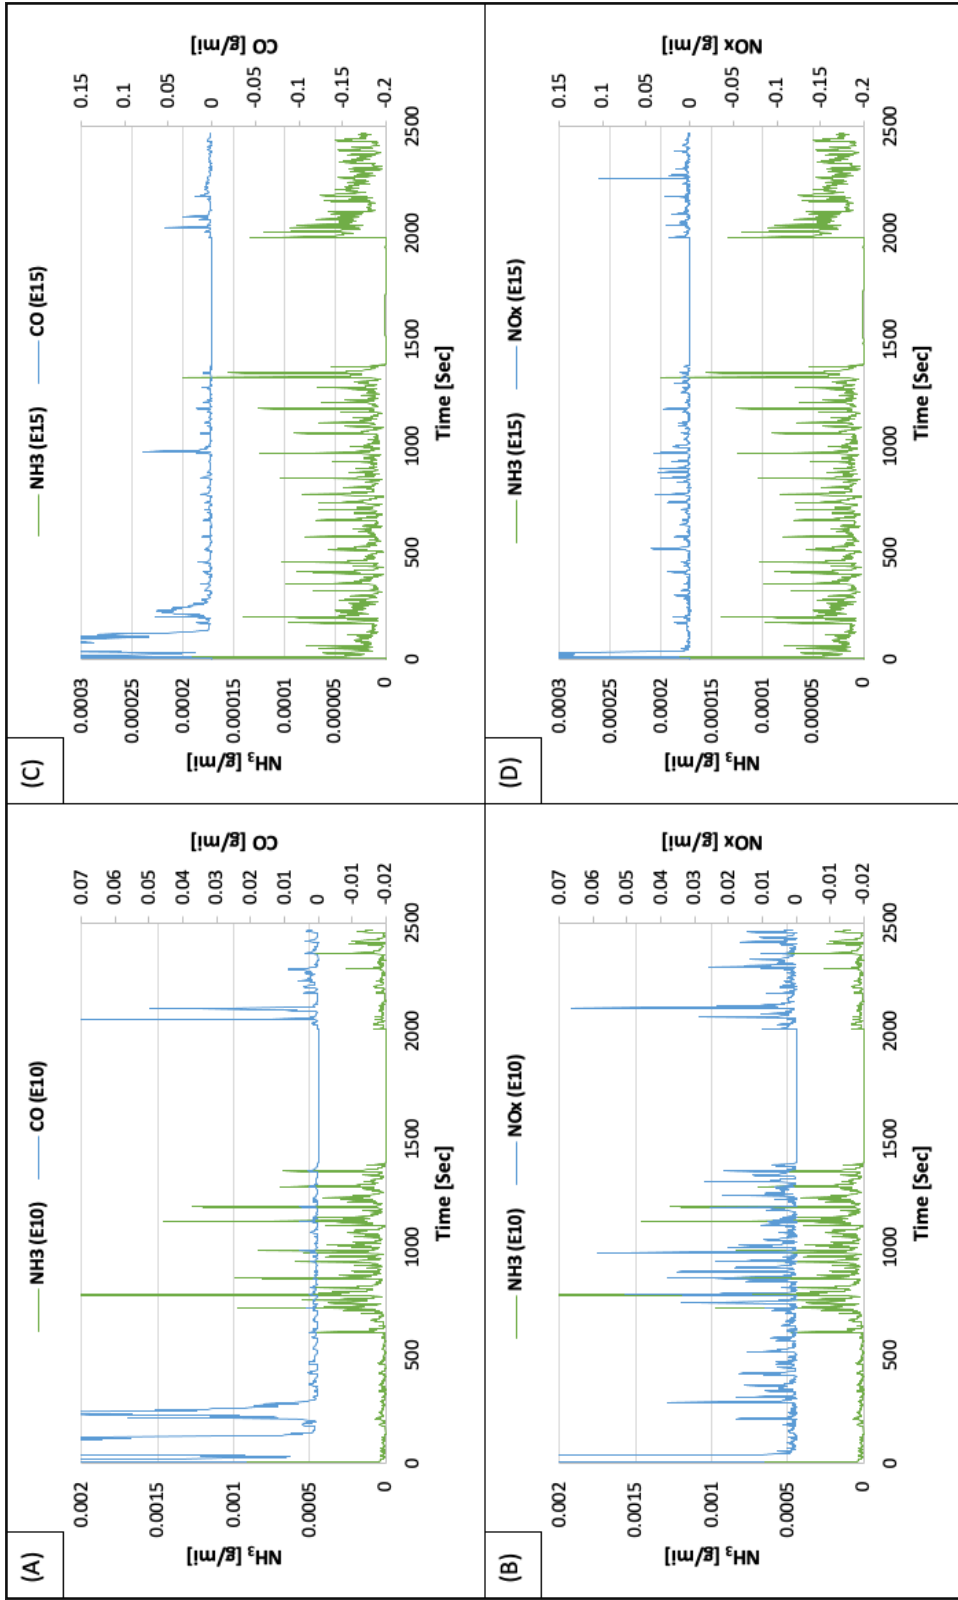 (A)
NH3 (E10) CO (E10)
NH₃ [g/mi]
0.002
0.0015
0.001
0.0005
0
CO [g/mi]
0.07
0.06
0.05
0.04
0.03
0.02
0.01
0
-0.01
-0.02
0 500 1000 1500 2000 2500
Time [Sec]
(C)
NH3 (E15) CO (E15)
NH₃ [g/mi]
0.0003
0.00025
0.0002
0.00015
0.0001
0.00005
0
CO [g/mi]
0.15
0.1
0.05
0
-0.05
-0.1
-0.15
-0.2
0 500 1000 1500 2000 2500
Time [Sec]
(B)
NH3 (E10) NOx (E10)
NH₃ [g/mi]
0.002
0.0015
0.001
0.0005
0
NOx [g/mi]
0.07
0.06
0.05
0.04
0.03
0.02
0.01
0
-0.01
-0.02
0 500 1000 1500 2000 2500
Time [Sec]
(D)
NH3 (E15) NOx (E15)
NH₃ [g/mi]
0.0003
0.00025
0.0002
0.00015
0.0001
0.00005
0
NOx [g/mi]
0.15
0.1
0.05
0
-0.05
-0.1
-0.15
-0.2
0 500 1000 1500 2000 2500
Time [Sec]